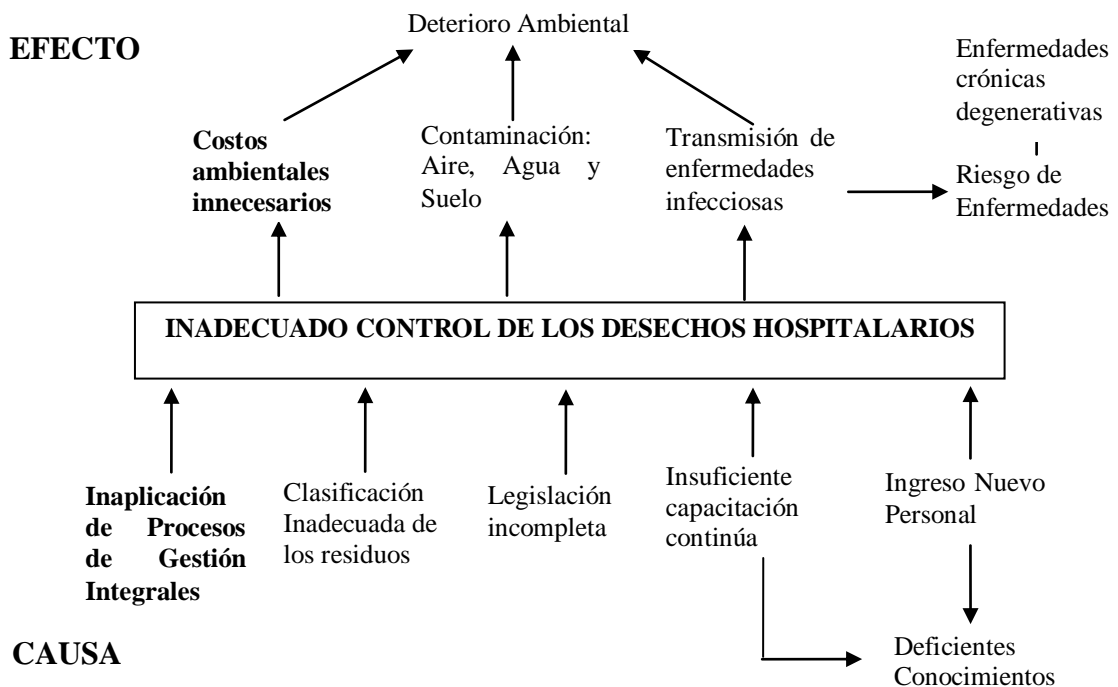 Deterioro Ambiental
EFECTO
Enfermedades
crónicas
degenerativas
Costos
ambientales
innecesarios
Contaminación:
Aire, Agua y
Suelo
Transmisión de
enfermedades
infecciosas
Riesgo de
Enfermedades
INADECUADO CONTROL DE LOS DESECHOS HOSPITALARIOS
Inaplicación
de Procesos
de Gestión
Integrales
Clasificación
Inadecuada de
los residuos
Legislación
incompleta
Insuficiente
capacitación
continúa
Ingreso Nuevo
Personal
CAUSA
Deficientes
Conocimientos